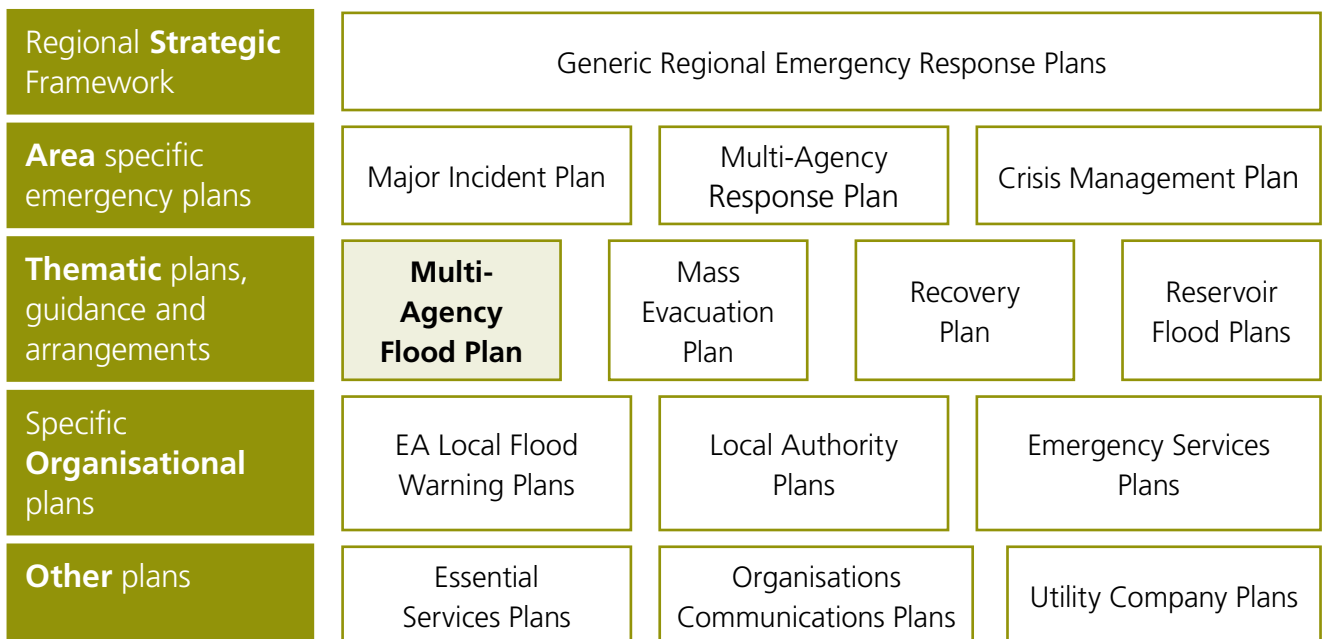 Regional Strategic
Framework
Generic Regional Emergency Response Plans
Area specific
emergency plans
Major Incident Plan
Multi-Agency
Response Plan
Crisis Management Plan
Thematic plans,
guidance and
arrangements
Multi-
Agency
Flood Plan
Mass
Evacuation
Plan
Recovery
Plan
Reservoir
Flood Plans
Specific
Organisational
plans
EA Local Flood
Warning Plans
Local Authority
Plans
Emergency Services
Plans
Other plans
Essential
Services Plans
Organisations
Communications Plans
Utility Company Plans